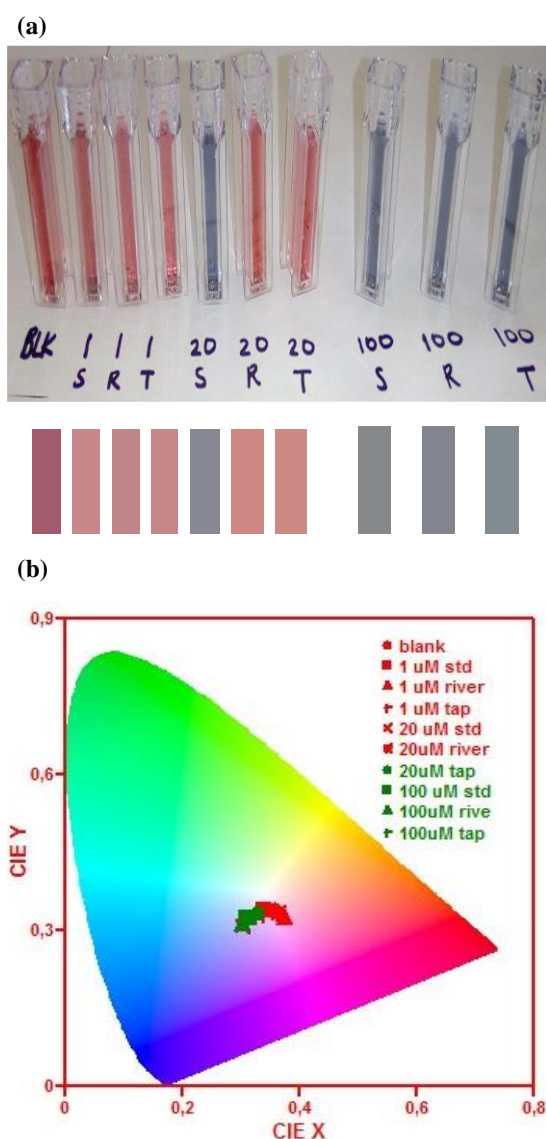 (a)
BLK 1 1 1 20 20 20 100 100 100
S R T S R T S R T
(b)
0,9
0,6
0,3
0
0 0,2 0,4 0,6 0,8
CIE Y
CIE X
blank
1 uM std
1 uM river
1 uM tap
20 uM std
20uM river
20uM tap
100 uM std
100uM rive
100uM tap